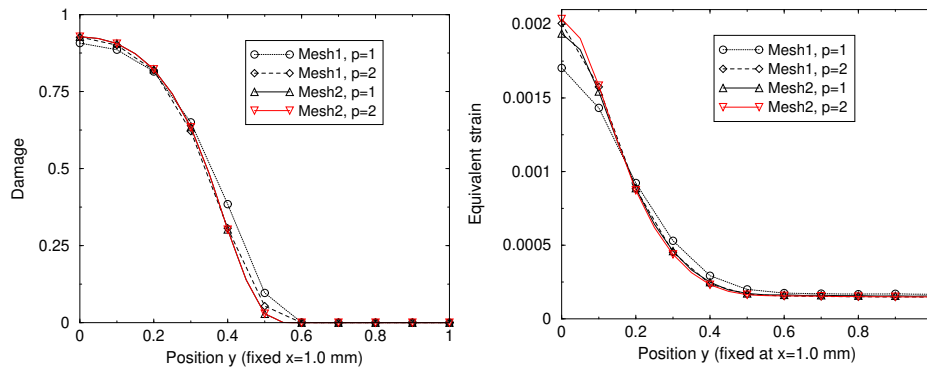 1
0.75
0.5
0.25
0
Damage
0
0.2
0.4
0.6
0.8
1
Position y (fixed x=1.0 mm)
Mesh1, p=1
Mesh1, p=2
Mesh2, p=1
Mesh2, p=2
0.002
0.0015
0.001
0.0005
0
Equivalent strain
0
0.2
0.4
0.6
0.8
Position y (fixed at x=1.0 mm)
Mesh1, p=1
Mesh1, p=2
Mesh2, p=1
Mesh2, p=2